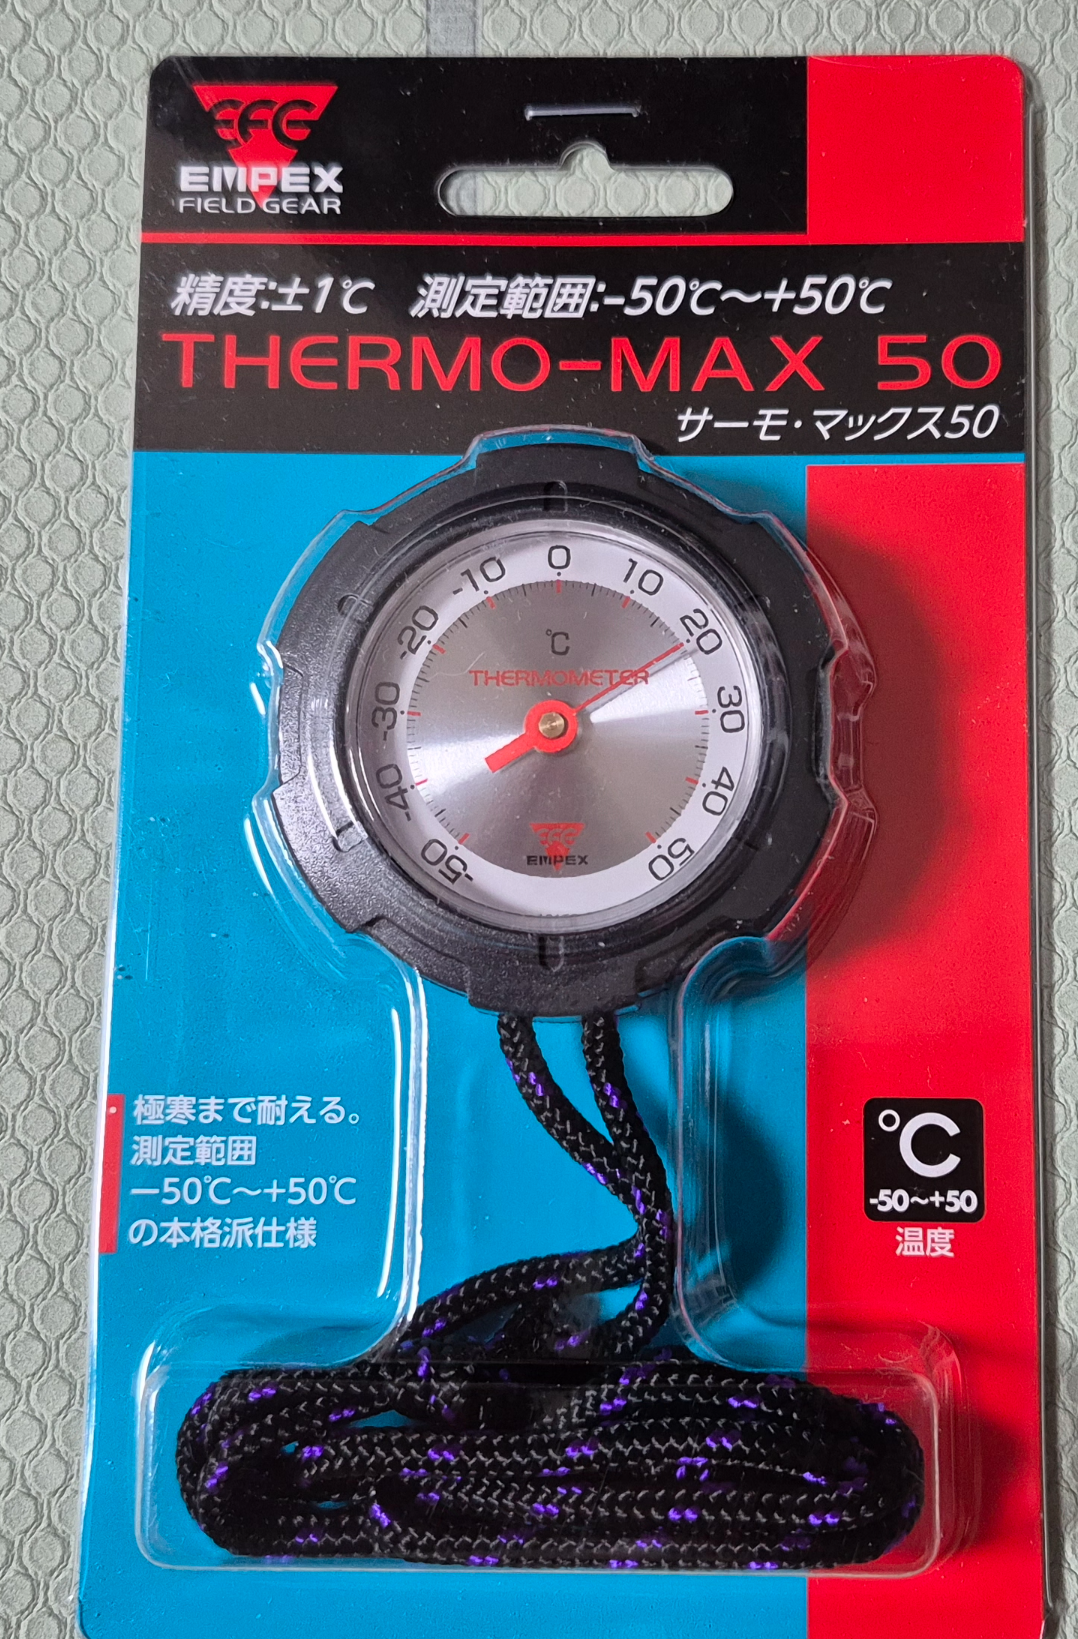 EFG
EMPEX
FIELD GEAR
精度:±1℃ 測定範囲:-50℃～+50℃
THERMO-MAX 50
サーモ・マックス50
0
-10
10
-20
20
℃
THERMOMETER
-30
30
-40
40
-50
50
EFG
EMPEX
極寒まで耐える。
測定範囲
－50℃～+50℃
の本格派仕様
℃
-50～+50
温度